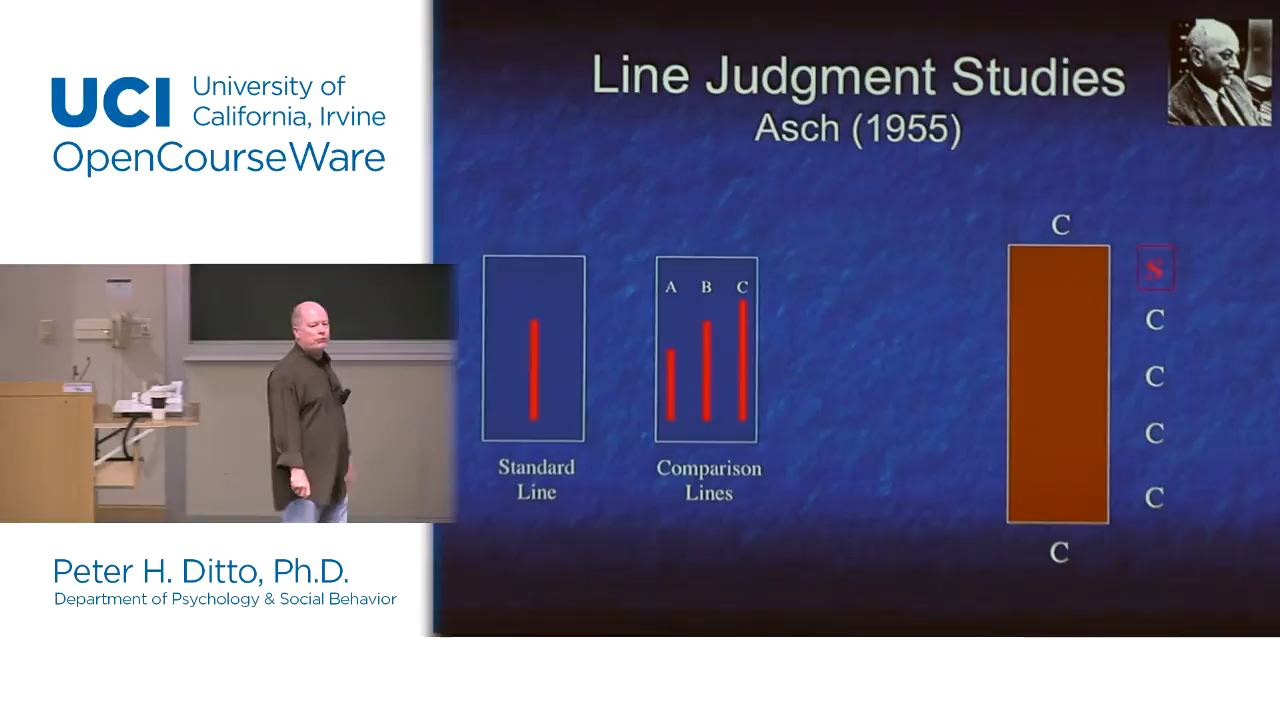 UCI
University of
California, Irvine
OpenCourseWare
Line Judgment Studies
Asch (1955)
A B C
Standard
Line
Comparison
Lines
C
S
C
C
C
C
C
Peter H. Ditto, Ph.D.
Department of Psychology & Social Behavior